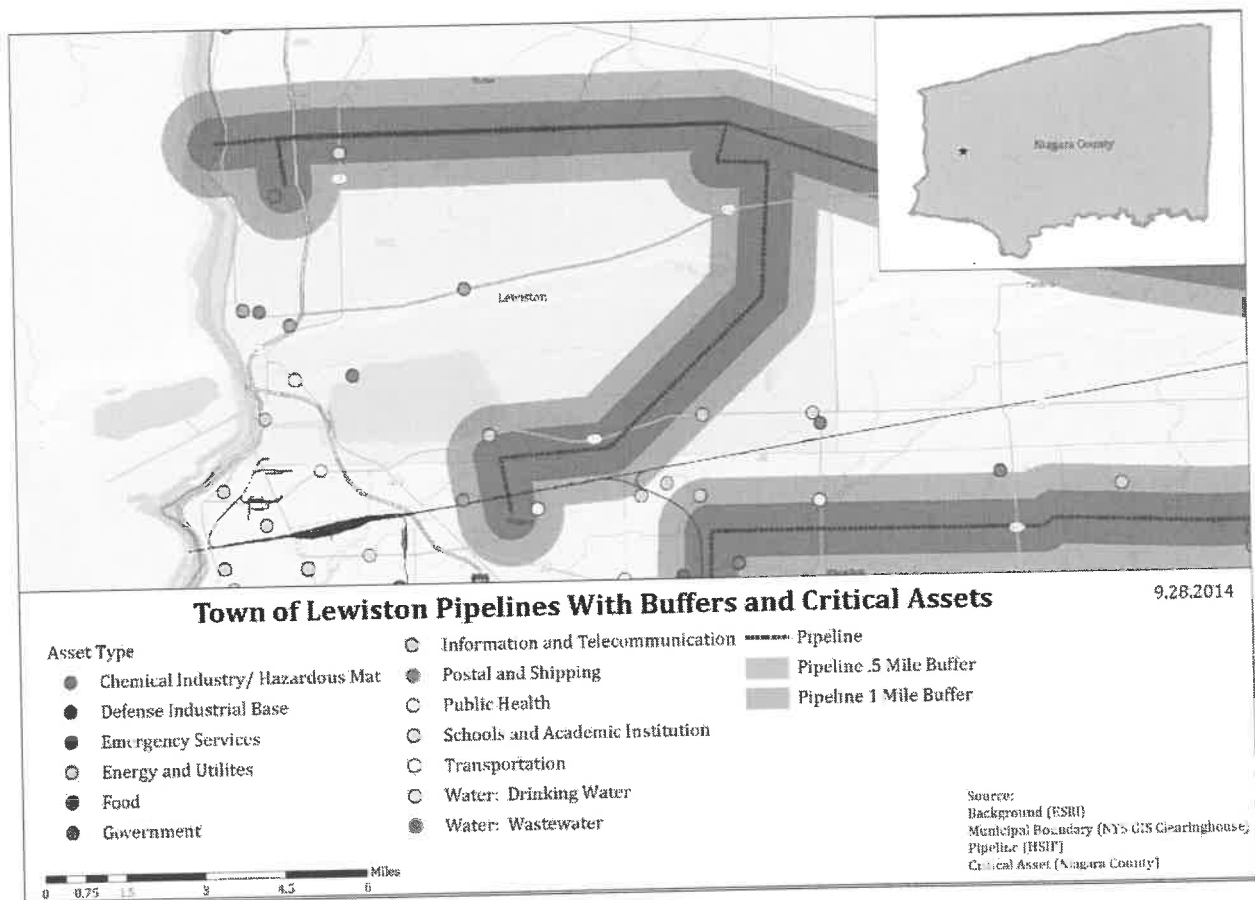 Niagara County
Lewiston
Town of Lewiston Pipelines With Buffers and Critical Assets
9.28.2014
Asset Type
Chemical Industry/ Hazardous Mat
Defense Industrial Base
Emergency Services
Energy and Utilites
Food
Government
Information and Telecommunication
Postal and Shipping
Public Health
Schools and Academic Institution
Transportation
Water: Drinking Water
Water: Wastewater
Pipeline
Pipeline .5 Mile Buffer
Pipeline 1 Mile Buffer
Miles
0 0.75 1.5 3 4.5 6
Source:
Background (ESRI)
Municipal Boundary (NYS GIS Clearinghouse)
Pipeline (HSIP)
Critical Asset (Niagara County)